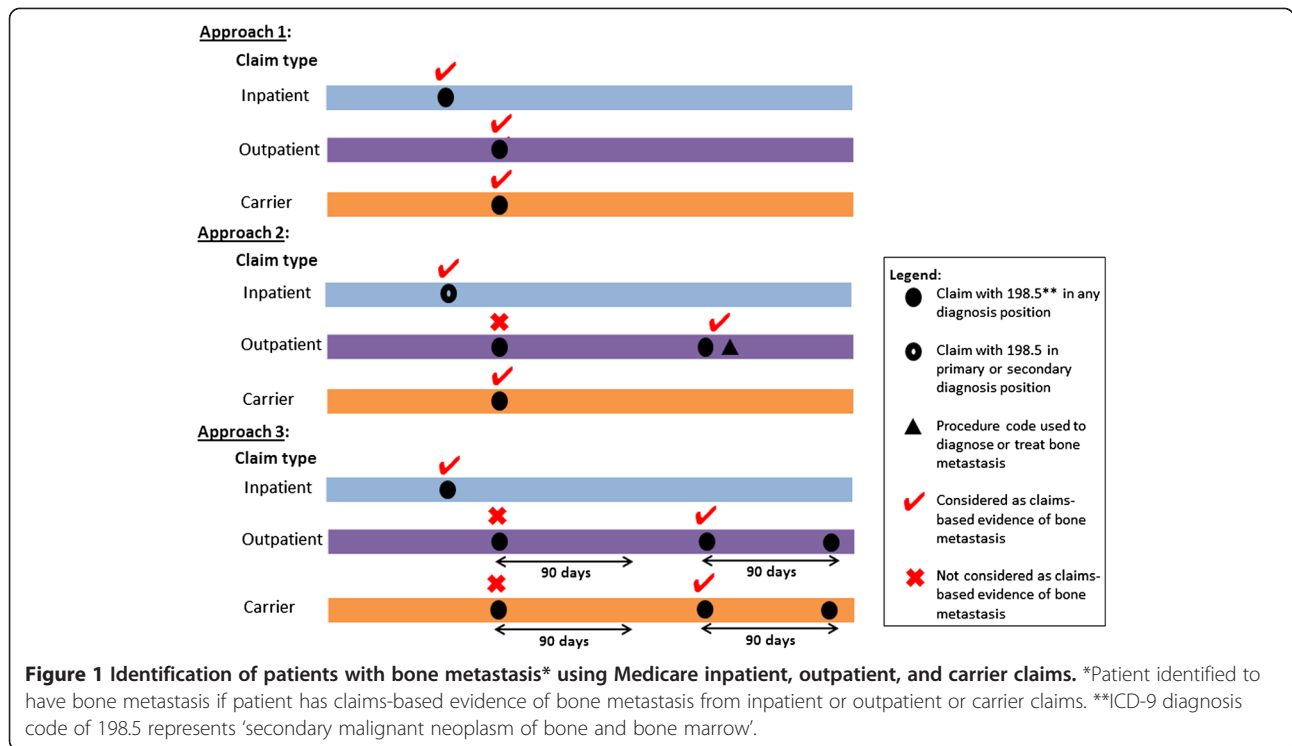 Approach 1:
Claim type
Inpatient
Outpatient
Carrier
Approach 2:
Claim type
Inpatient
Outpatient
Carrier
Approach 3:
Claim type
Inpatient
Outpatient
90 days
90 days
Carrier
90 days
90 days
Legend:
Claim with 198.5** in any
diagnosis position
Claim with 198.5 in
primary or secondary
diagnosis position
Procedure code used to
diagnose or treat bone
metastasis
Considered as claims-
based evidence of bone
metastasis
Not considered as claims-
based evidence of bone
metastasis
Figure 1 Identification of patients with bone metastasis* using Medicare inpatient, outpatient, and carrier claims. *Patient identified to
have bone metastasis if patient has claims-based evidence of bone metastasis from inpatient or outpatient or carrier claims. **ICD-9 diagnosis
code of 198.5 represents ‘secondary malignant neoplasm of bone and bone marrow’.